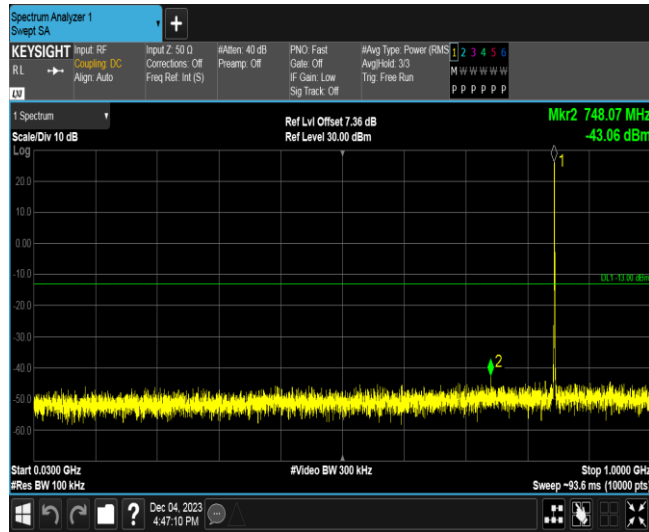 Spectrum Analyzer 1
Swept SA
KEYSIGHT
RL
LXI
Input: RF
Coupling: DC
Align: Auto
Input Z: 50 Ω
Corrections: Off
Freq Ref: Int (S)
#Atten: 40 dB
Preamp: Off
PNO: Fast
Gate: Off
IF Gain: Low
Sig Track: Off
#Avg Type: Power (RMS
Avg|Hold: 3/3
Trig: Free Run
1 2 3 4 5 6
M W W W W W
P P P P P P
1 Spectrum
Scale/Div 10 dB
Log
Ref Lvl Offset 7.36 dB
Ref Level 30.00 dBm
Mkr2 748.07 MHz
-43.06 dBm
1
20.0
10.0
0.00
-10.0
DL1 -13.00 dBm
-20.0
-30.0
-40.0
2
-50.0
-60.0
Start 0.0300 GHz
#Res BW 100 kHz
#Video BW 300 kHz
Stop 1.0000 GHz
Sweep ~93.6 ms (10000 pts)
?
Dec 04, 2023
4:47:10 PM